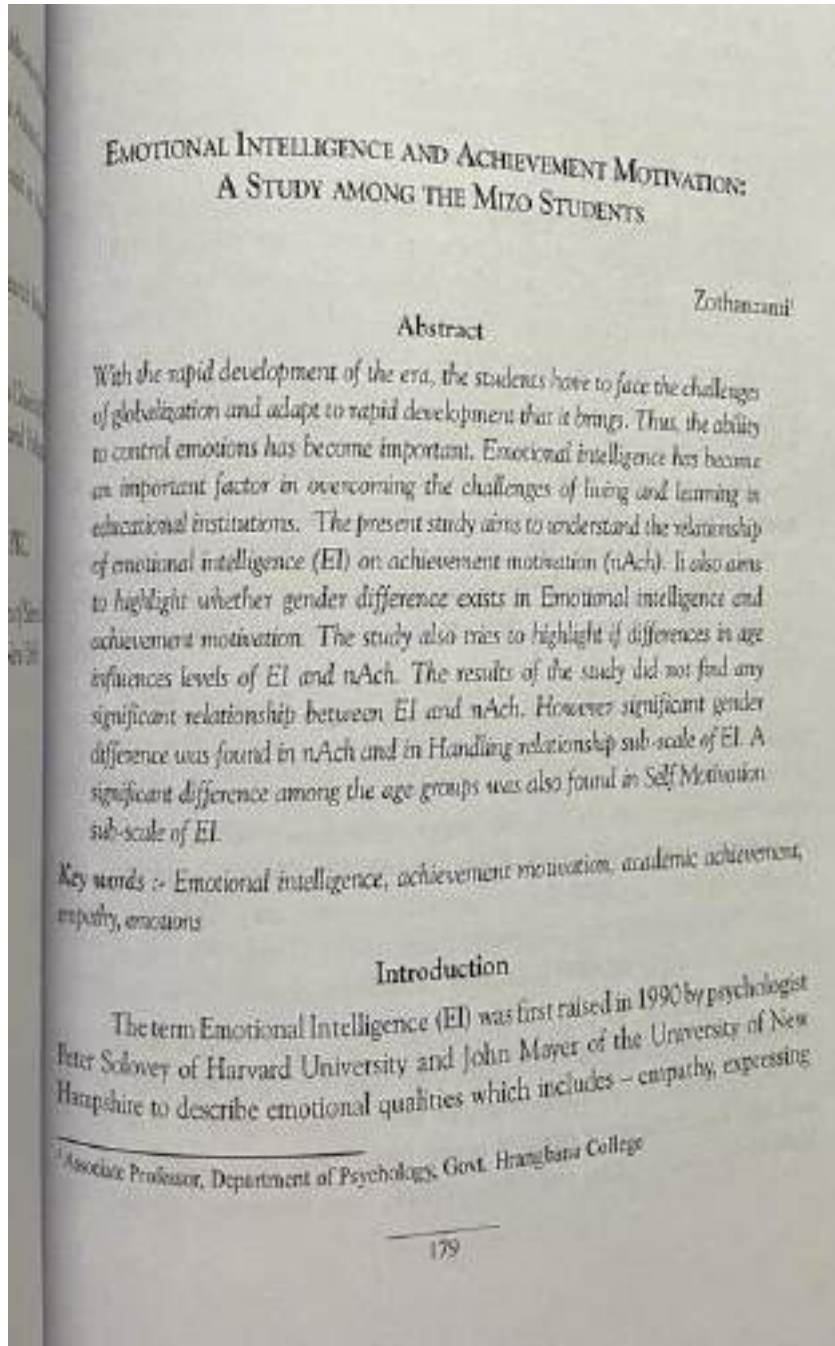 EMOTIONAL INTELLIGENCE AND ACHIEVEMENT MOTIVATION:
A STUDY AMONG THE MIZO STUDENTS
Zothanzami¹
Abstract
With the rapid development of the era, the students have to face the challenges
of globalization and adapt to rapid development that it brings. Thus, the ability
to control emotions has become important. Emotional intelligence has become
an important factor in overcoming the challenges of living and learning in
educational institutions. The present study aims to understand the relationship
of emotional intelligence (EI) on achievement motivation (nAch). It also aims
to highlight whether gender difference exists in Emotional intelligence and
achievement motivation. The study also tries to highlight if differences in age
influences levels of EI and nAch. The results of the study did not find any
significant relationship between EI and nAch. However significant gender
difference was found in nAch and in Handling relationship sub-scale of EI. A
significant difference among the age groups was also found in Self Motivation
sub-scale of EI.
Key words :- Emotional intelligence, achievement motivation, academic achievement,
empathy, emotions
Introduction
The term Emotional Intelligence (EI) was first raised in 1990 by psychologist
Peter Solovey of Harvard University and John Mayer of the University of New
Hampshire to describe emotional qualities which includes – empathy, expressing
¹ Associate Professor, Department of Psychology, Govt. Hrangbana College
179